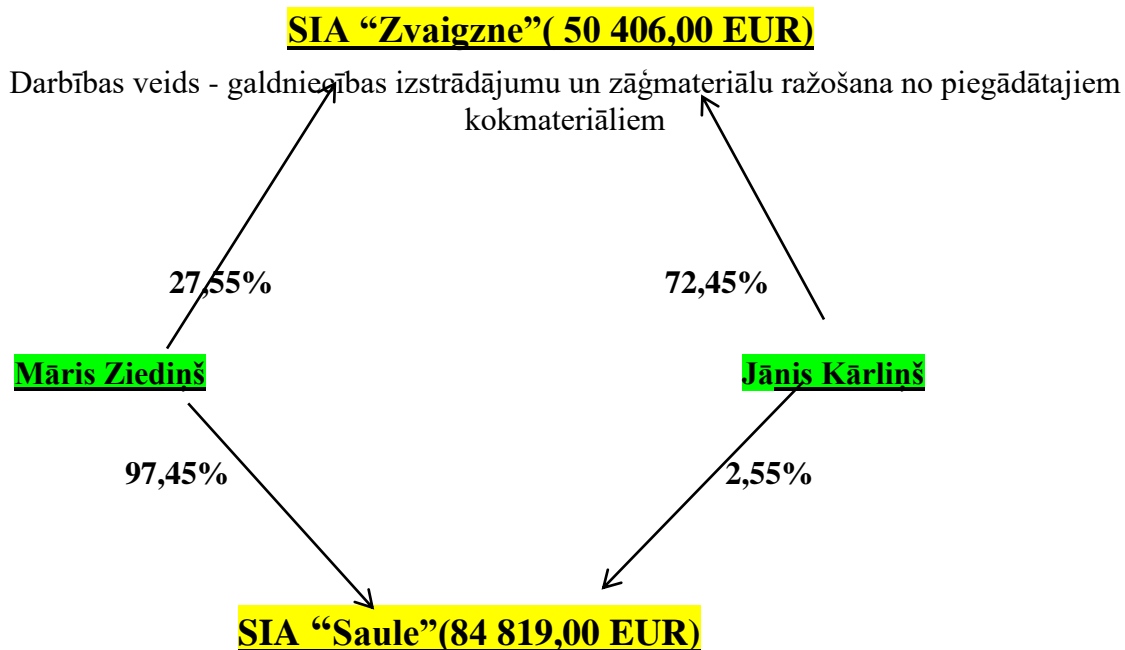 SIA “Zvaigzne”( 50 406,00 EUR)
Darbības veids - galdniecības izstrādājumu un zāģmateriālu ražošana no piegādātajiem
kokmateriāliem
27,55%
72,45%
Māris Ziediņš
Jānis Kārliņš
97,45%
2,55%
SIA “Saule”(84 819,00 EUR)